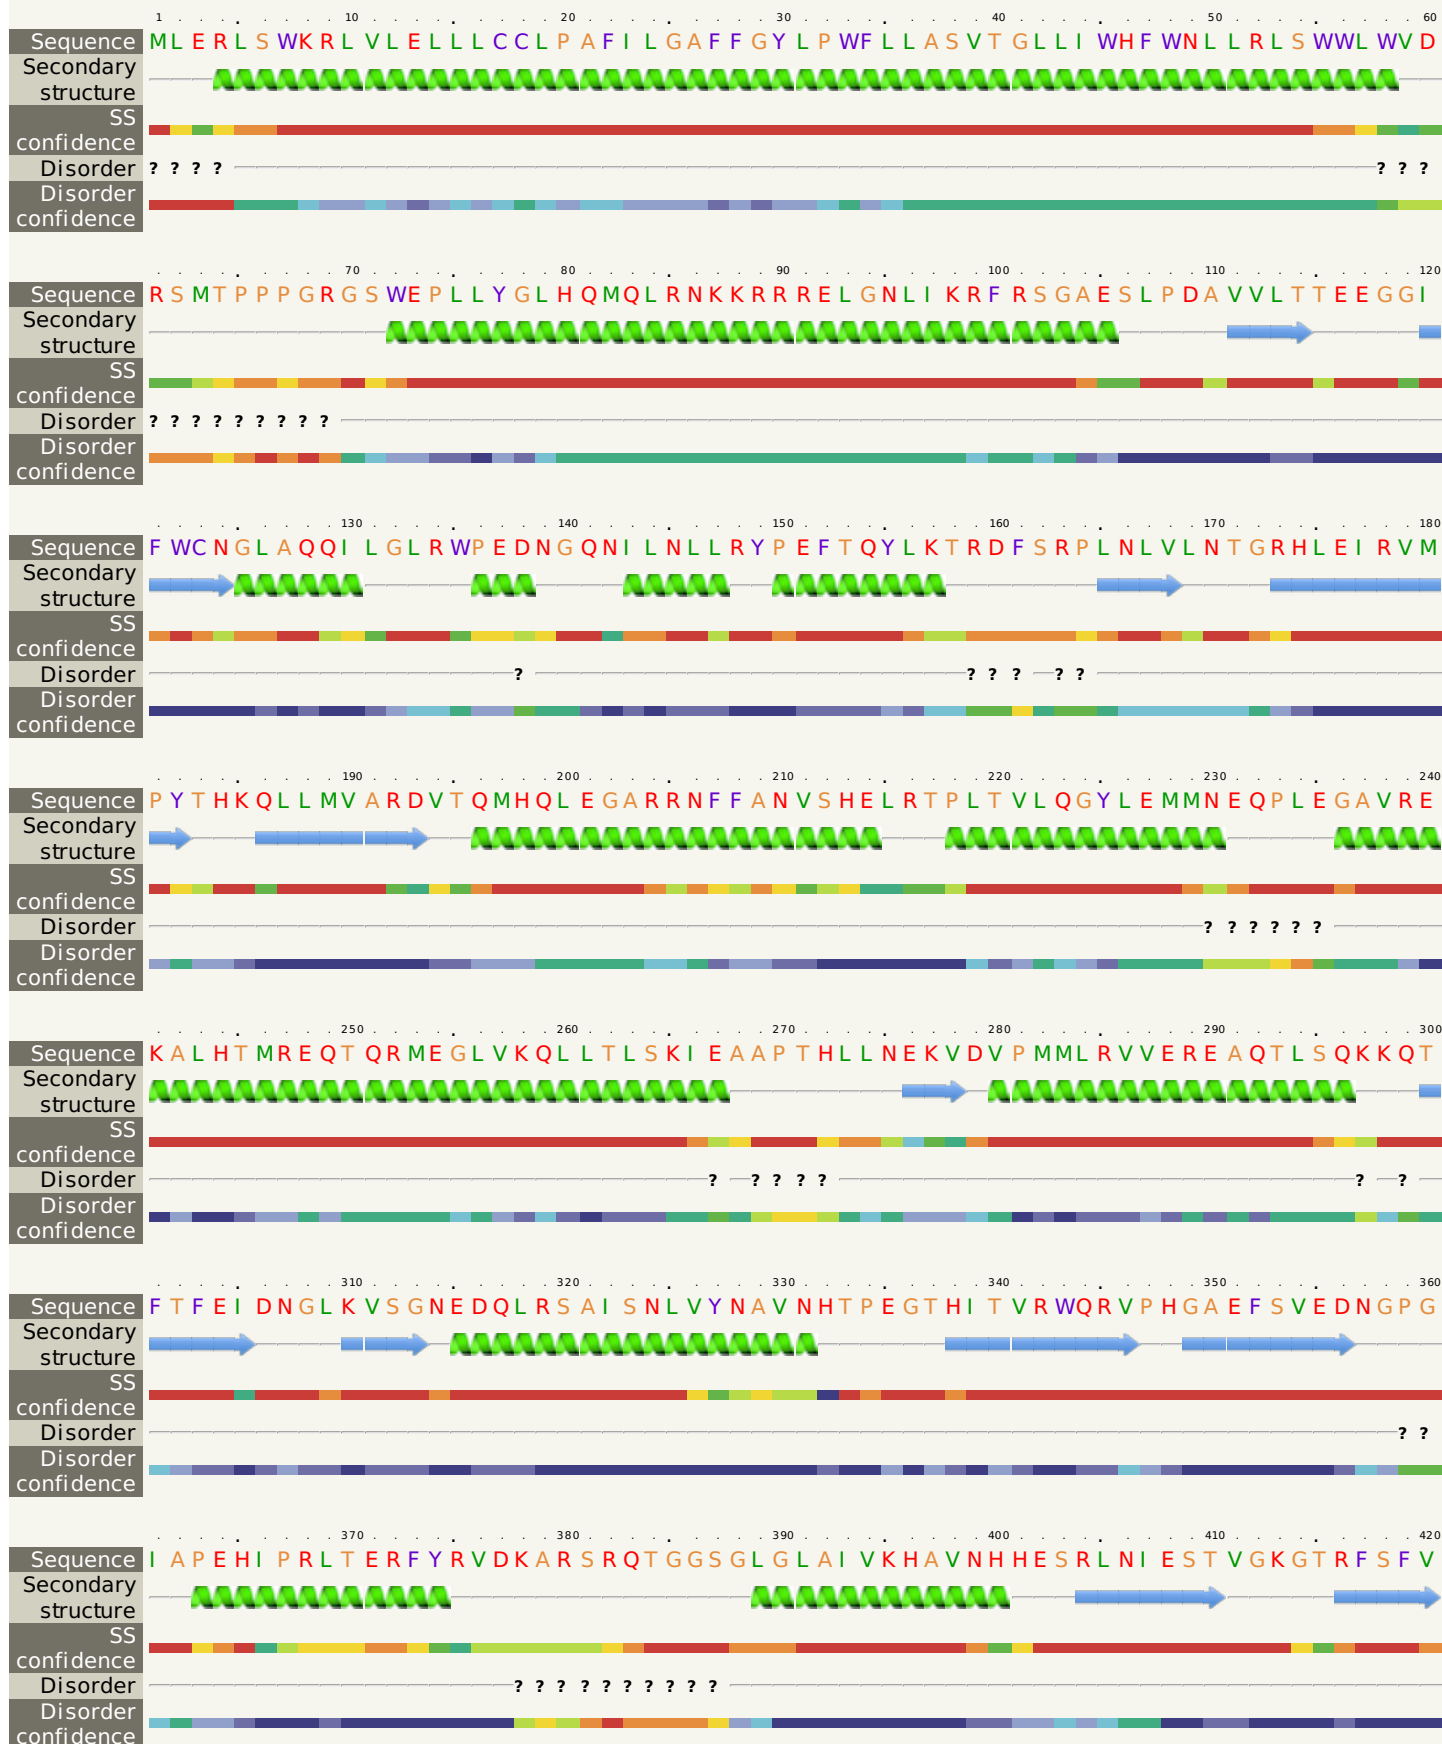 1 10 20 30 40 50 60
Sequence MLERLSWKRLVLELLLCCLPAFILGAFFGYLPWFLLASVTGLLIWHFWNLLRLSWWLWVD
Secondary
structure
SS
confidence
Disorder ? ? ? ? ? ? ?
Disorder
confidence
70 80 90 100 110 120
Sequence RSMTPPPGRGSWEPLLYGLHQMQLRNKKRRRELGNLIKRFRSGAESLPDAVVLTTEEGGI
Secondary
structure
SS
confidence
Disorder ? ? ? ? ? ? ? ? ?
Disorder
confidence
130 140 150 160 170 180
Sequence FWCNGLAQQILGLRWPEDNGQNILNLLRYPEFTQYLKTRDFSRPLNLVLNTGRHLEIRVM
Secondary
structure
SS
confidence
Disorder ? ? ? ? ? ?
Disorder
confidence
190 200 210 220 230 240
Sequence PYTHKQLLMVARDVTQMHQLEGARRNFFANVSHELRTPLTVLQGYLEMMNEQPLEGAVRE
Secondary
structure
SS
confidence
Disorder ? ? ? ? ? ?
Disorder
confidence
250 260 270 280 290 300
Sequence KALHTMREQTQRMEGLVKQLLTLSKIEAAPTHLLNEKVDVPMMLRVVEREAQTLSQKKQT
Secondary
structure
SS
confidence
Disorder ? ? ? ? ? ? ?
Disorder
confidence
310 320 330 340 350 360
Sequence FTFEIDNGLKVSGNEDQLRSAISNLVYNAVNHTPEGTHITVRWQRVPHGAEFSVEDNGPG
Secondary
structure
SS
confidence
Disorder ? ?
Disorder
confidence
370 380 390 400 410 420
Sequence IAPEHIPRLTERFYRVDKARSRQTGGSGLGLAIVKHAVNHHESRLNIESTVGKGTRFSFV
Secondary
structure
SS
confidence
Disorder ? ? ? ? ? ? ? ? ? ?
Disorder
confidence